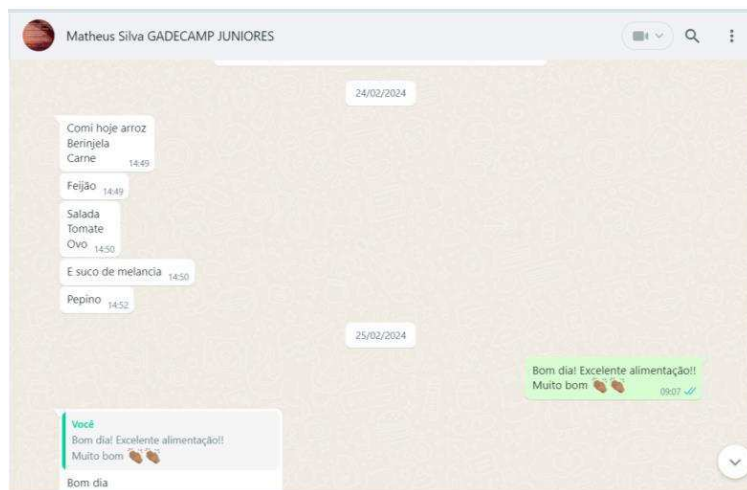 Matheus Silva GADECAMP JUNIORES
24/02/2024
Comi hoje arroz
Berinjela
Carne 14:49
Feijão 14:49
Salada
Tomate
Ovo 14:50
E suco de melancia 14:50
Pepino 14:52
25/02/2024
Bom dia! Excelente alimentação!!
Muito bom 👏🏽👏🏽 09:07
Você
Bom dia! Excelente alimentação!!
Muito bom 👏🏽👏🏽
Bom dia